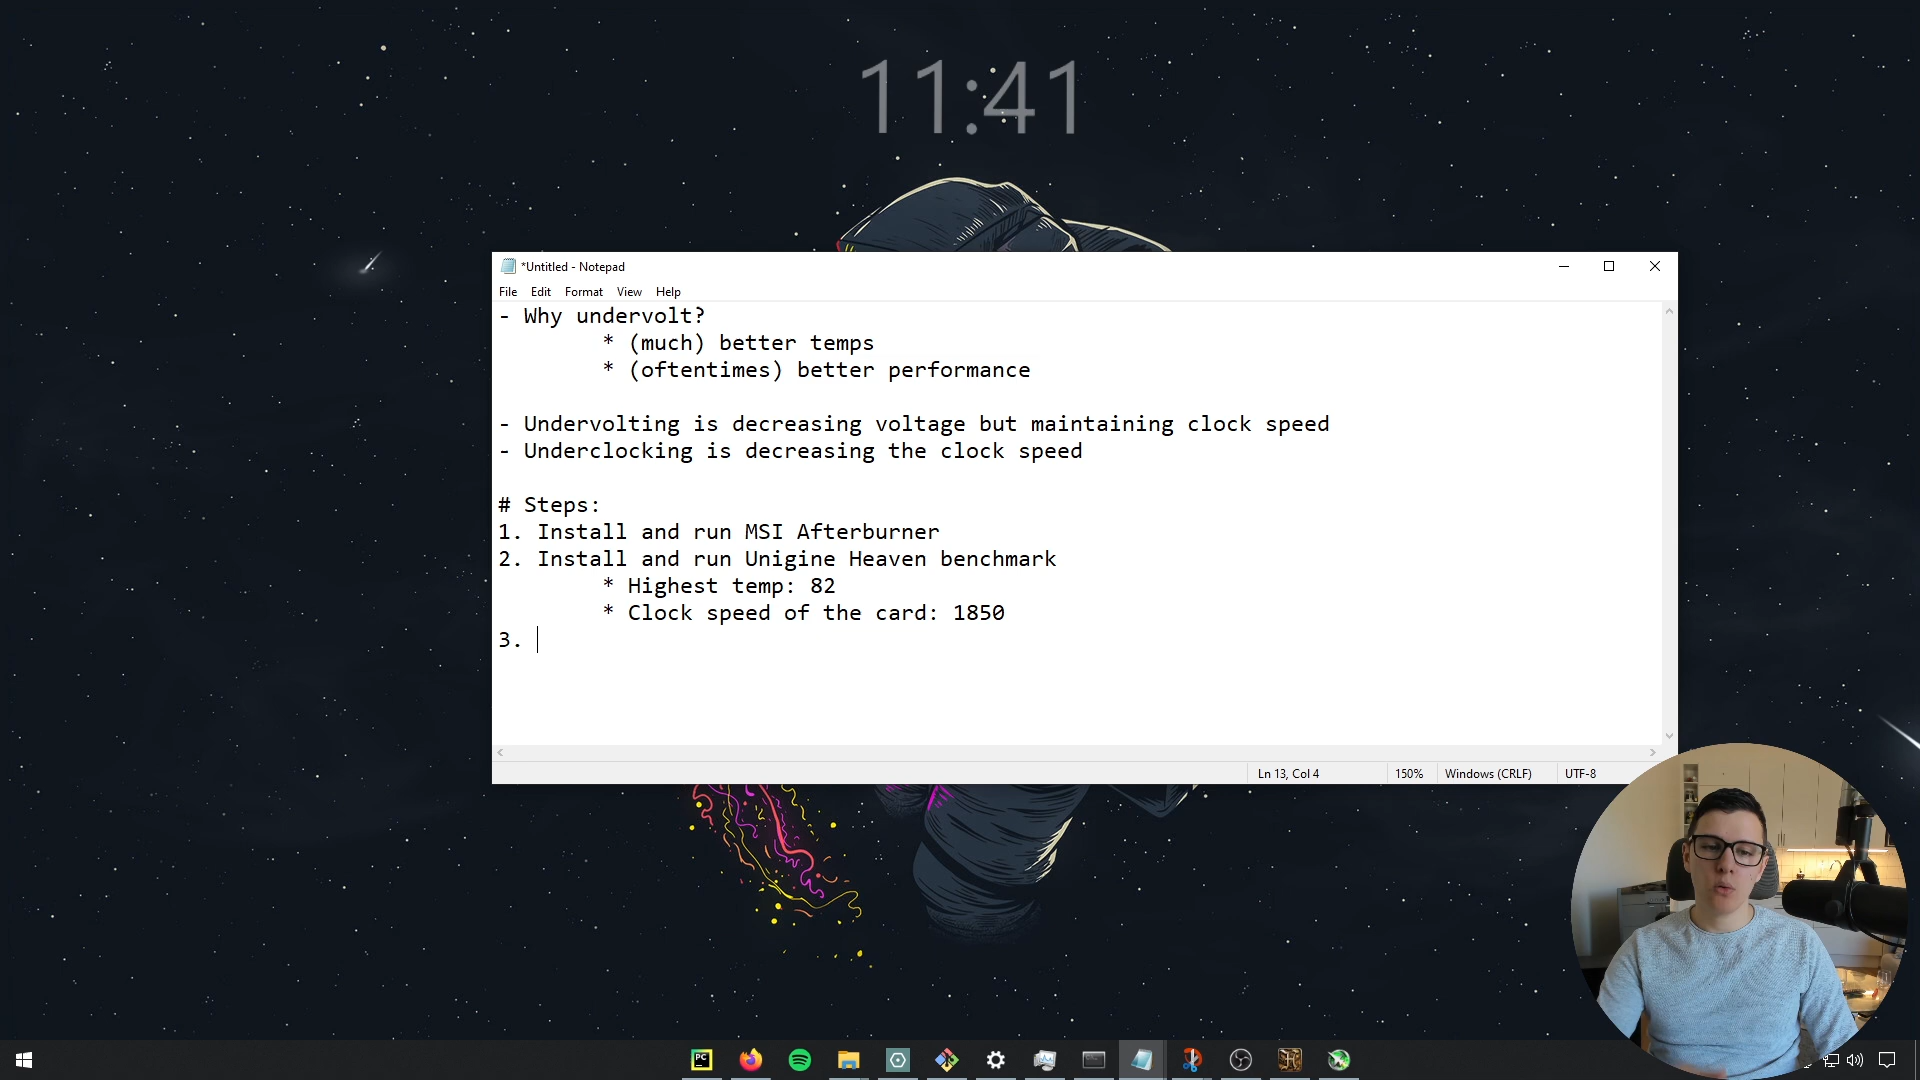 11:41
*Untitled - Notepad
File Edit Format View Help
- Why undervolt?
* (much) better temps
* (oftentimes) better performance
- Undervolting is decreasing voltage but maintaining clock speed
- Underclocking is decreasing the clock speed
# Steps:
1. Install and run MSI Afterburner
2. Install and run Unigine Heaven benchmark
* Highest temp: 82
* Clock speed of the card: 1850
3.
Ln 13, Col 4 150% Windows (CRLF) UTF-8
PC